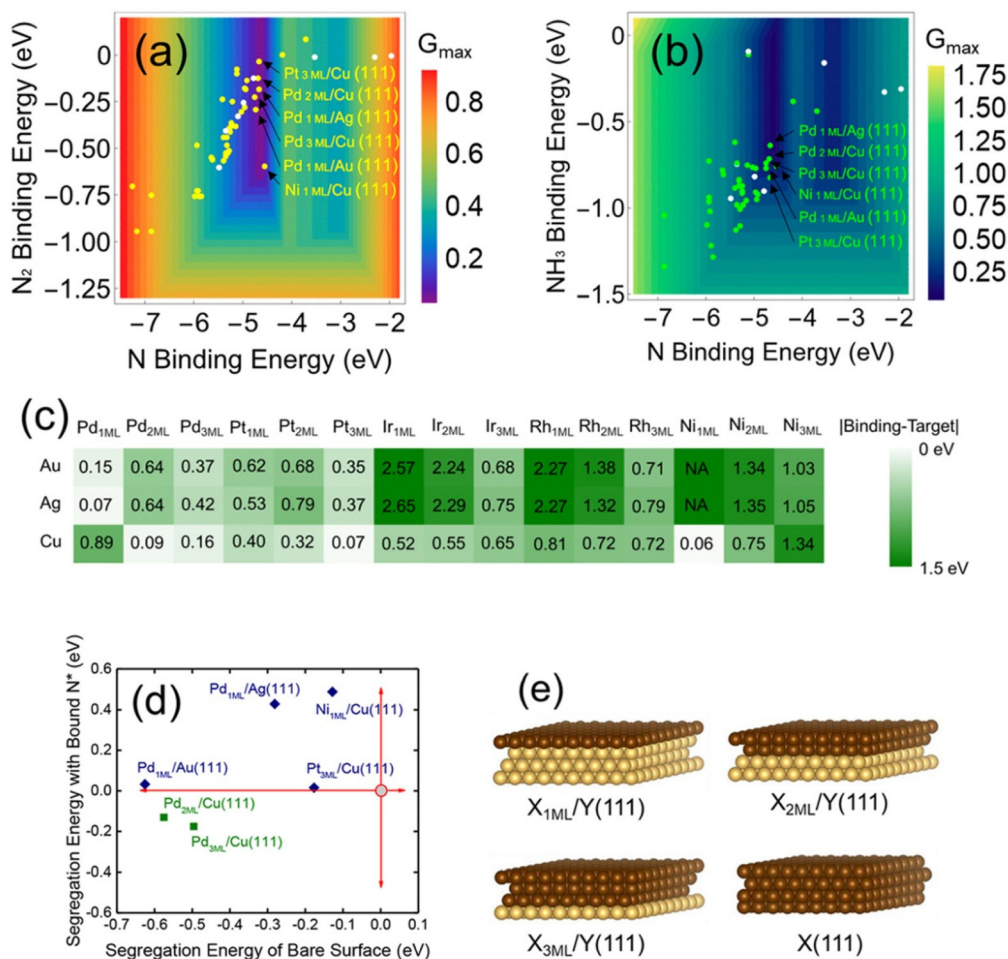 (a)
G max
0
-0.25
-0.50
-0.75
-1.00
-1.25
N₂ Binding Energy (eV)
Pt 3 ML/Cu (111)
Pd 2 ML/Cu (111)
Pd 1 ML/Ag (111)
Pd 3 ML/Cu (111)
Pd 1 ML/Au (111)
Ni 1 ML/Cu (111)
0.8
0.6
0.4
0.2
-7 -6 -5 -4 -3 -2
N Binding Energy (eV)
(b)
G max
0
-0.5
-1.0
-1.5
NH₃ Binding Energy (eV)
Pd 1 ML/Ag (111)
Pd 2 ML/Cu (111)
Pd 3 ML/Cu (111)
Ni 1 ML/Cu (111)
Pd 1 ML/Au (111)
Pt 3 ML/Cu (111)
1.75
1.50
1.25
1.00
0.75
0.50
0.25
-7 -6 -5 -4 -3 -2
N Binding Energy (eV)
(c)
Pd1ML Pd2ML Pd3ML Pt1ML Pt2ML Pt3ML Ir1ML Ir2ML Ir3ML Rh1ML Rh2ML Rh3ML Ni1ML Ni2ML Ni3ML
Au 0.15 0.64 0.37 0.62 0.68 0.35 2.57 2.24 0.68 2.27 1.38 0.71 NA 1.34 1.03
Ag 0.07 0.64 0.42 0.53 0.79 0.37 2.65 2.29 0.75 2.27 1.32 0.79 NA 1.35 1.05
Cu 0.89 0.09 0.16 0.40 0.32 0.07 0.52 0.55 0.65 0.81 0.72 0.72 0.06 0.75 1.34
|Binding-Target|
0 eV
1.5 eV
(d)
Segregation Energy with Bound N* (eV)
0.6
0.4
0.2
0.0
-0.2
-0.4
-0.6
Pd1ML/Ag(111)
Ni1ML/Cu(111)
Pd1ML/Au(111)
Pt3ML/Cu(111)
Pd2ML/Cu(111)
Pd3ML/Cu(111)
-0.7 -0.6 -0.5 -0.4 -0.3 -0.2 -0.1 0.0 0.1
Segregation Energy of Bare Surface (eV)
(e)
X1ML/Y(111)
X2ML/Y(111)
X3ML/Y(111)
X(111)